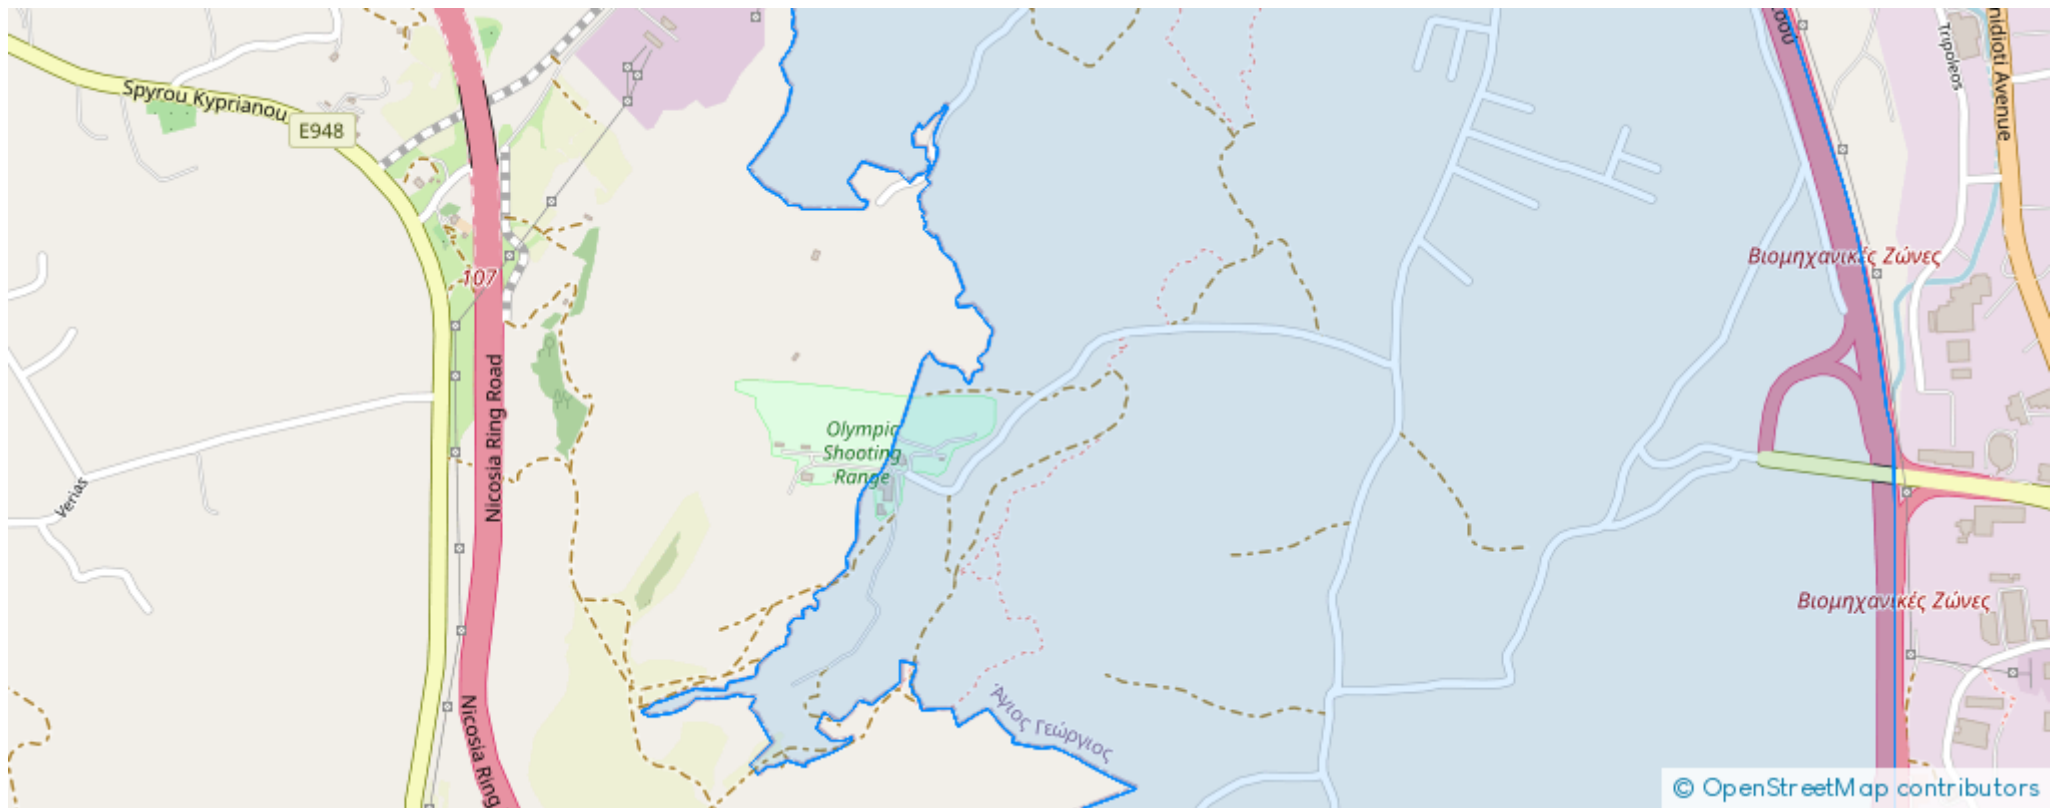 Spyrou Kyprianou
E948
107
Nicosia Ring Road
Verias
Nicosia Ring
Olympic
Shooting
Range
Άγιος Γεώργιος
Tripoleos
nidioti Avenue
Βιομηχανικές Ζώνες
Βιομηχανικές Ζώνες
© OpenStreetMap contributors